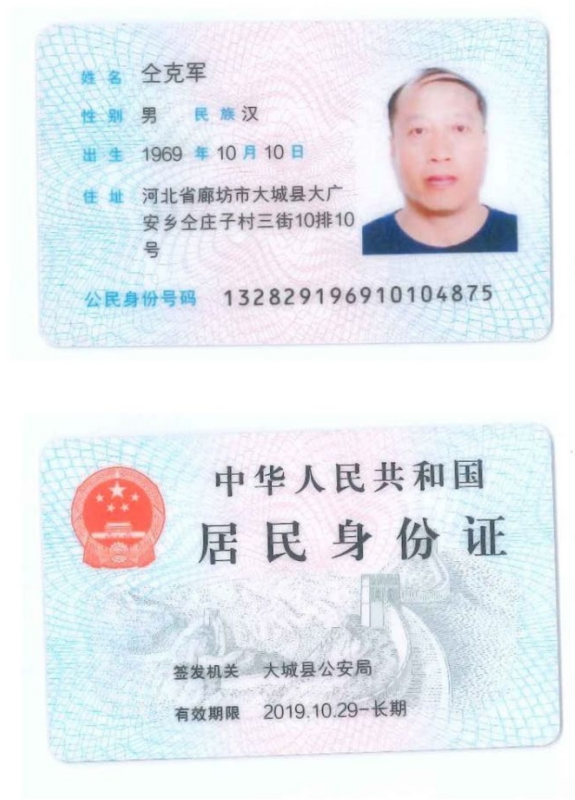 姓名 仝克军
性别 男 民族 汉
出生 1969 年 10 月 10 日
住址 河北省廊坊市大城县大广
安乡仝庄子村三街10排10
号
公民身份号码 132829196910104875
中华人民共和国
居民身份证
签发机关 大城县公安局
有效期限 2019.10.29-长期